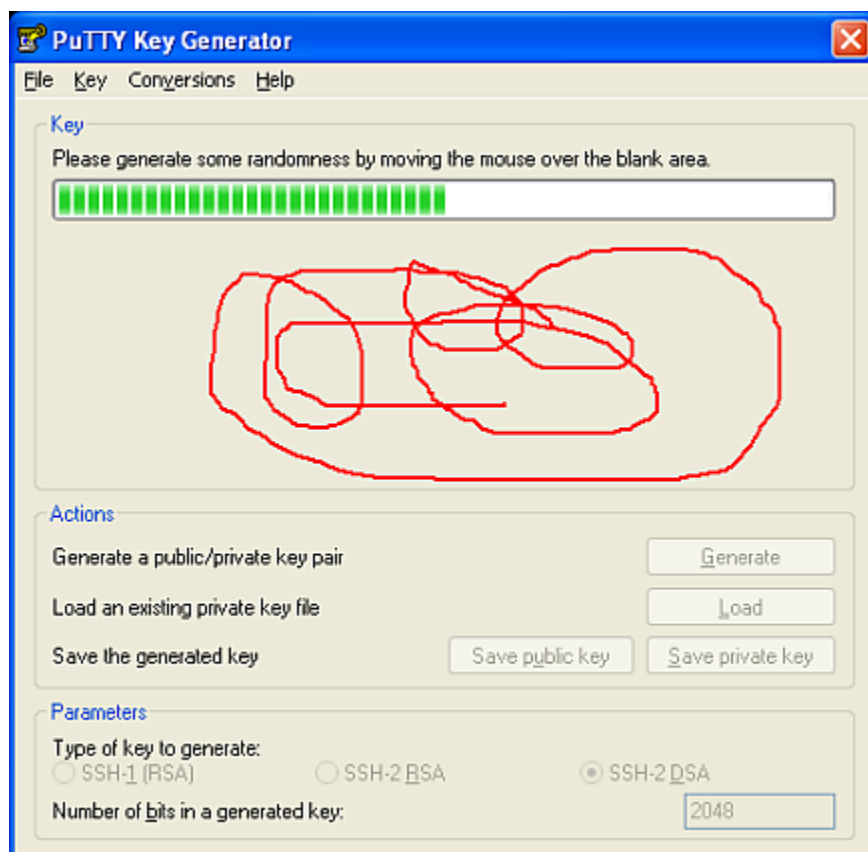 PuTTY Key Generator
File Key Conversions Help
Key
Please generate some randomness by moving the mouse over the blank area.
Actions
Generate a public/private key pair Generate
Load an existing private key file Load
Save the generated key Save public key Save private key
Parameters
Type of key to generate:
SSH-1 (RSA) SSH-2 RSA SSH-2 DSA
Number of bits in a generated key: 2048